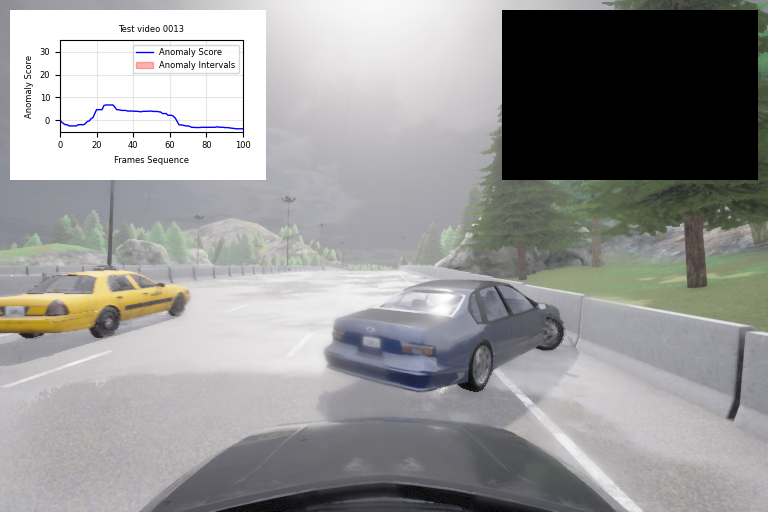 Test video 0013
Anomaly Score
30
20
10
0
Anomaly Score
Anomaly Intervals
0 20 40 60 80 100
Frames Sequence